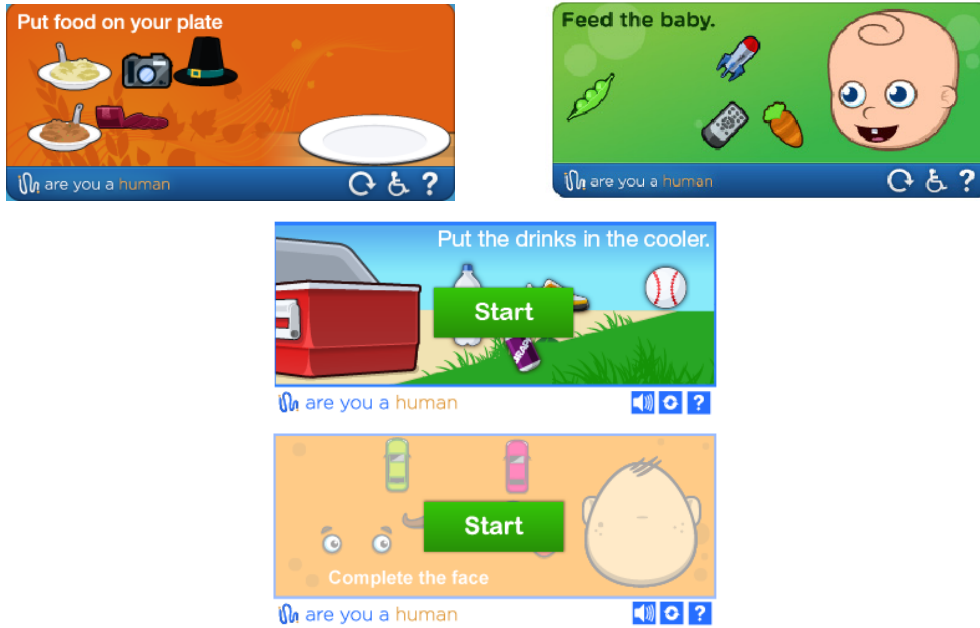 Put food on your plate
are you a human
?
Feed the baby.
are you a human
?
Put the drinks in the cooler.
Start
GRAPE
are you a human
?
Start
Complete the face
are you a human
?